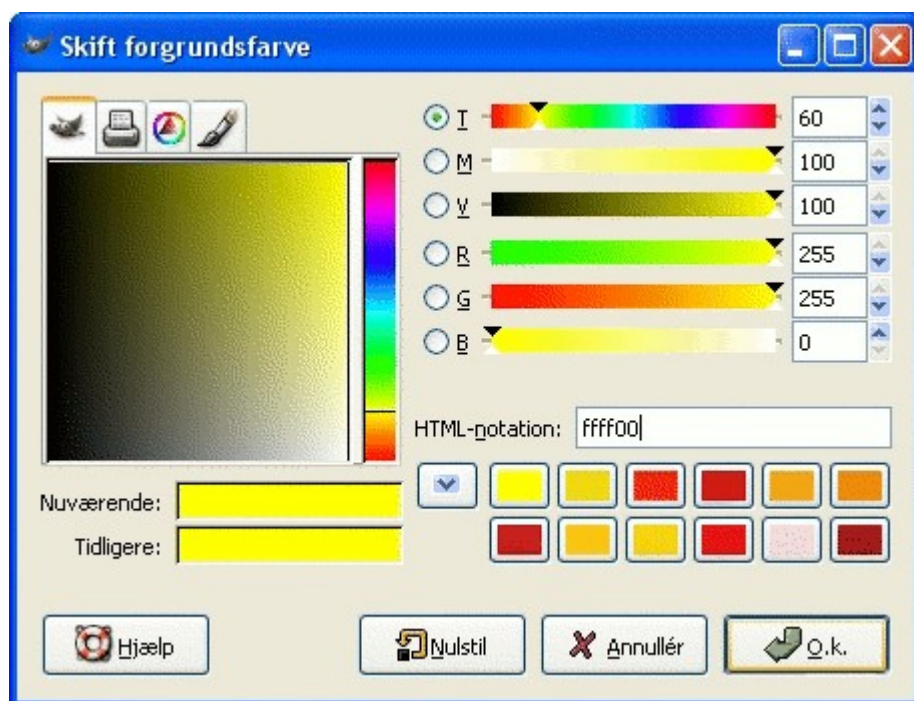 Skift forgrundsfarve
T 60
M 100
V 100
R 255
G 255
B 0
HTML-notation: ffff00
Nuværende:
Tidligere:
Hjælp Nulstil Annullér O.k.